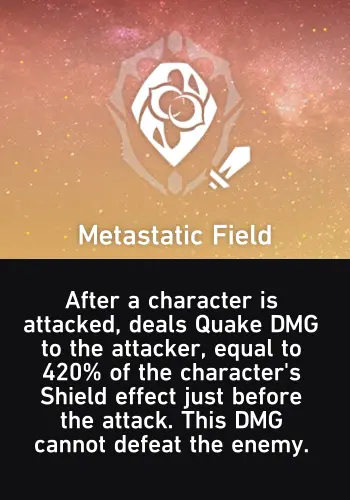 Metastatic Field
After a character is
attacked, deals Quake DMG
to the attacker, equal to
420% of the character's
Shield effect just before
the attack. This DMG
cannot defeat the enemy.